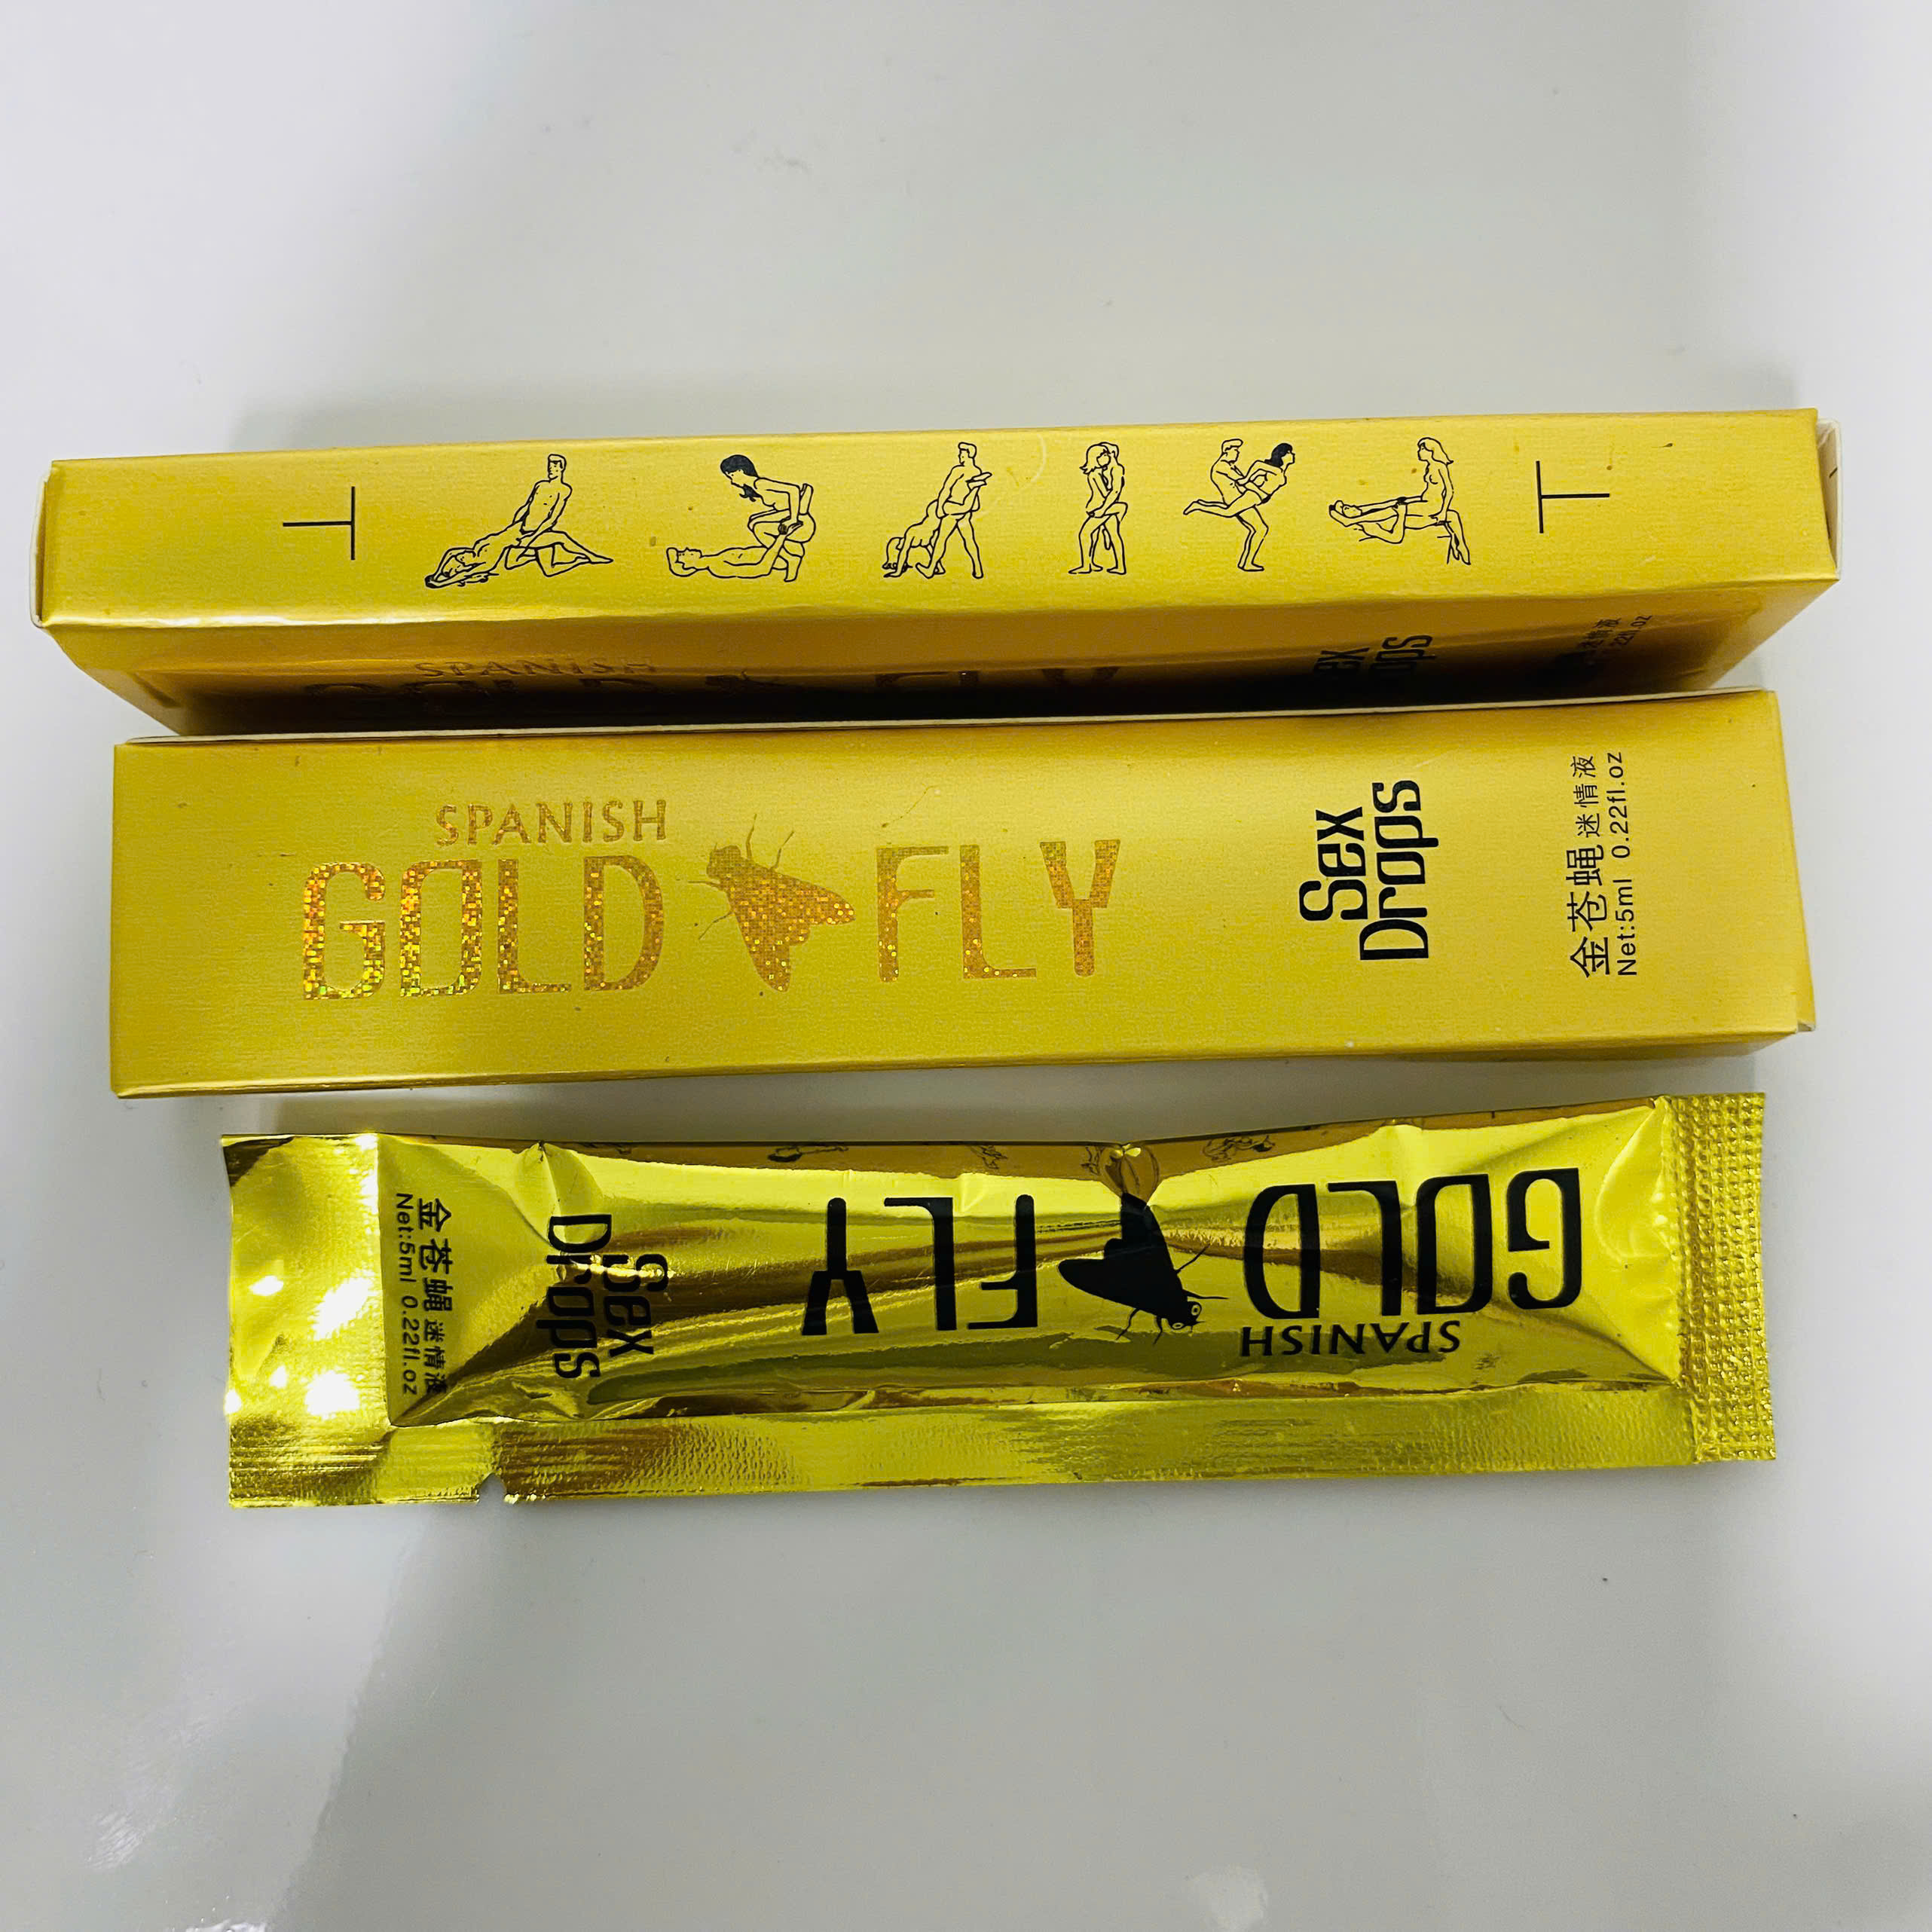 SPANISH
GOLD FLY
Sex
Drops
金苍蝇迷情液
Net:5ml 0.22fl.oz
SPANISH
GOLD FLY
Sex
Drops
金苍蝇迷情液
Net:5ml 0.22fl.oz